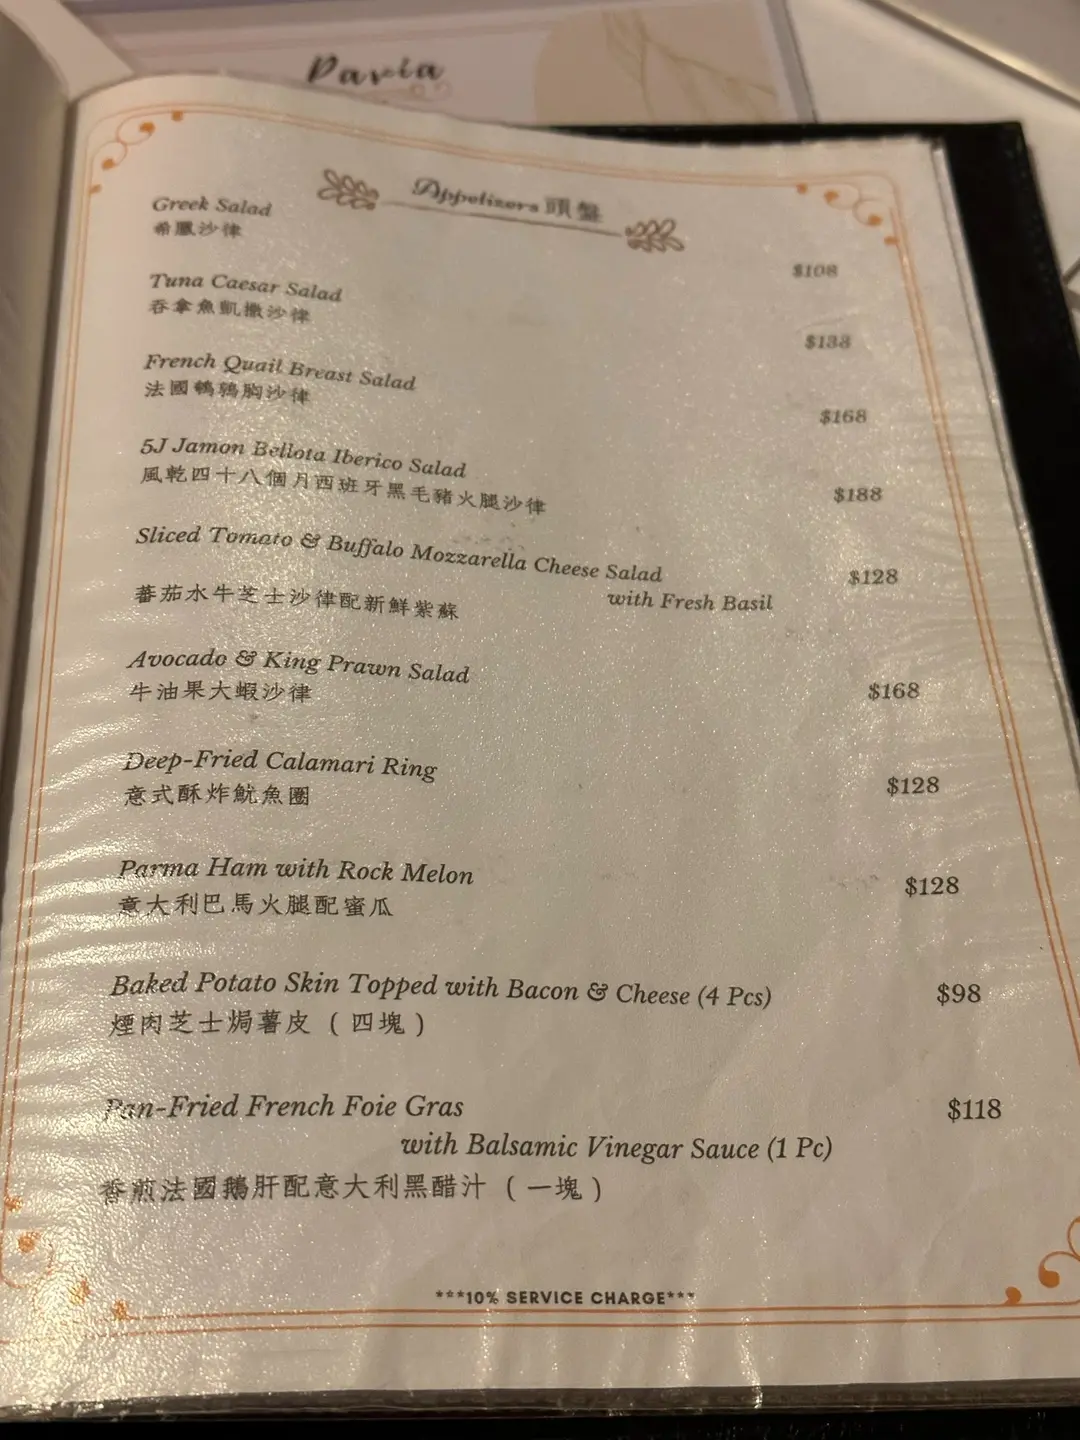 Pavia
Appetizers 頭盤
Greek Salad
希臘沙律
$108
Tuna Caesar Salad
吞拿魚凱撒沙律
$138
French Quail Breast Salad
法國鵪鶉胸沙律
$168
5J Jamon Bellota Iberico Salad
風乾四十八個月西班牙黑毛豬火腿沙律
$188
Sliced Tomato & Buffalo Mozzarella Cheese Salad
$128
with Fresh Basil
蕃茄水牛芝士沙律配新鮮紫蘇
Avocado & King Prawn Salad
牛油果大蝦沙律
$168
Deep-Fried Calamari Ring
意式酥炸魷魚圈
$128
Parma Ham with Rock Melon
意大利巴馬火腿配蜜瓜
$128
Baked Potato Skin Topped with Bacon & Cheese (4 Pcs)
$98
煙肉芝士焗薯皮 ( 四塊 )
Pan-Fried French Foie Gras
$118
with Balsamic Vinegar Sauce (1 Pc)
香煎法國鵝肝配意大利黑醋汁 ( 一塊 )
***10% SERVICE CHARGE***